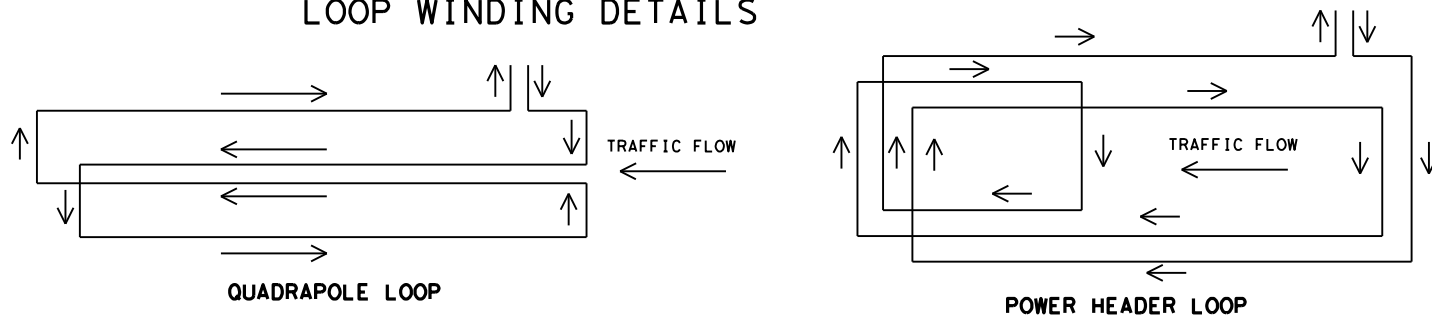 LOOP WINDING DETAILS
TRAFFIC FLOW
QUADRAPOLE LOOP
TRAFFIC FLOW
POWER HEADER LOOP